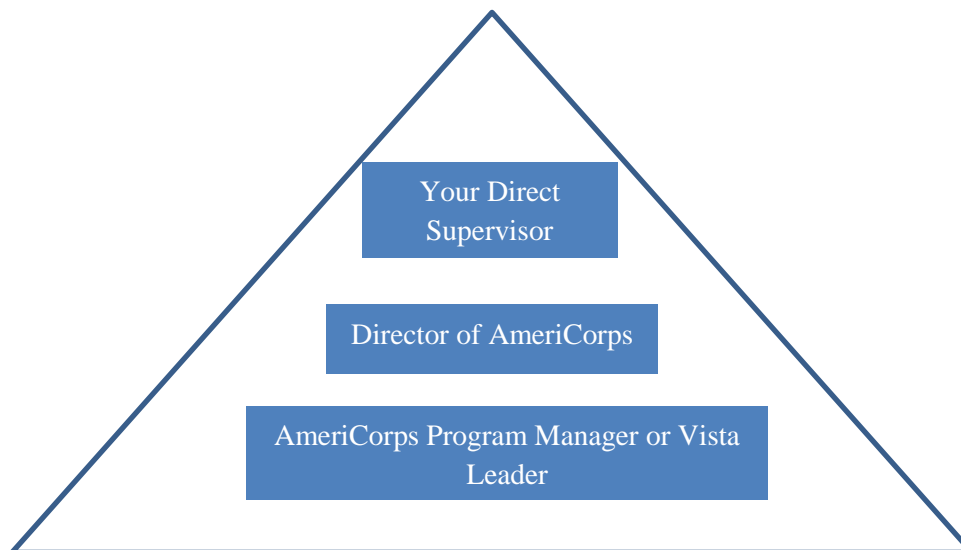 Your Direct
Supervisor
Director of AmeriCorps
AmeriCorps Program Manager or Vista
Leader